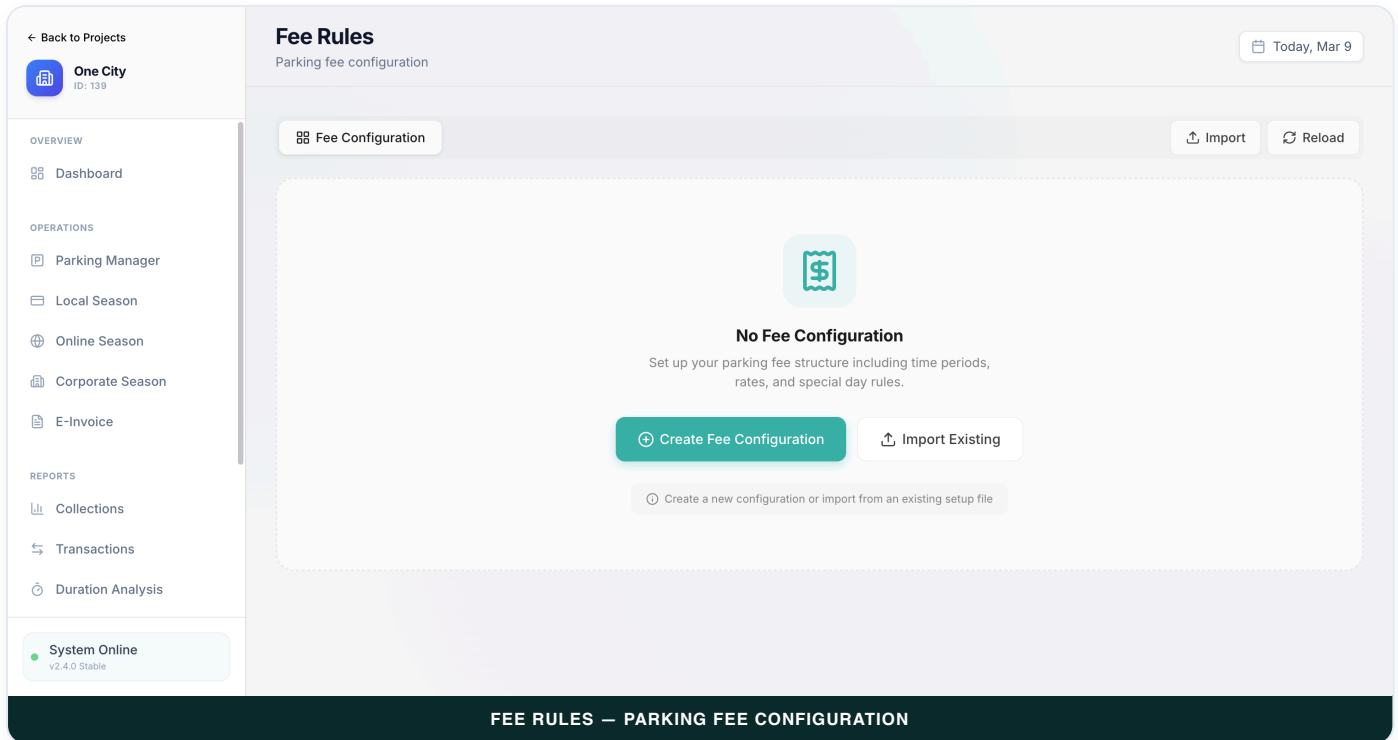 ← Back to Projects
One City
ID: 139
OVERVIEW
Dashboard
OPERATIONS
Parking Manager
Local Season
Online Season
Corporate Season
E-Invoice
REPORTS
Collections
Transactions
Duration Analysis
System Online
v2.4.0 Stable
Fee Rules
Parking fee configuration
Today, Mar 9
Fee Configuration
Import
Reload
No Fee Configuration
Set up your parking fee structure including time periods,
rates, and special day rules.
Create Fee Configuration
Import Existing
Create a new configuration or import from an existing setup file
FEE RULES — PARKING FEE CONFIGURATION